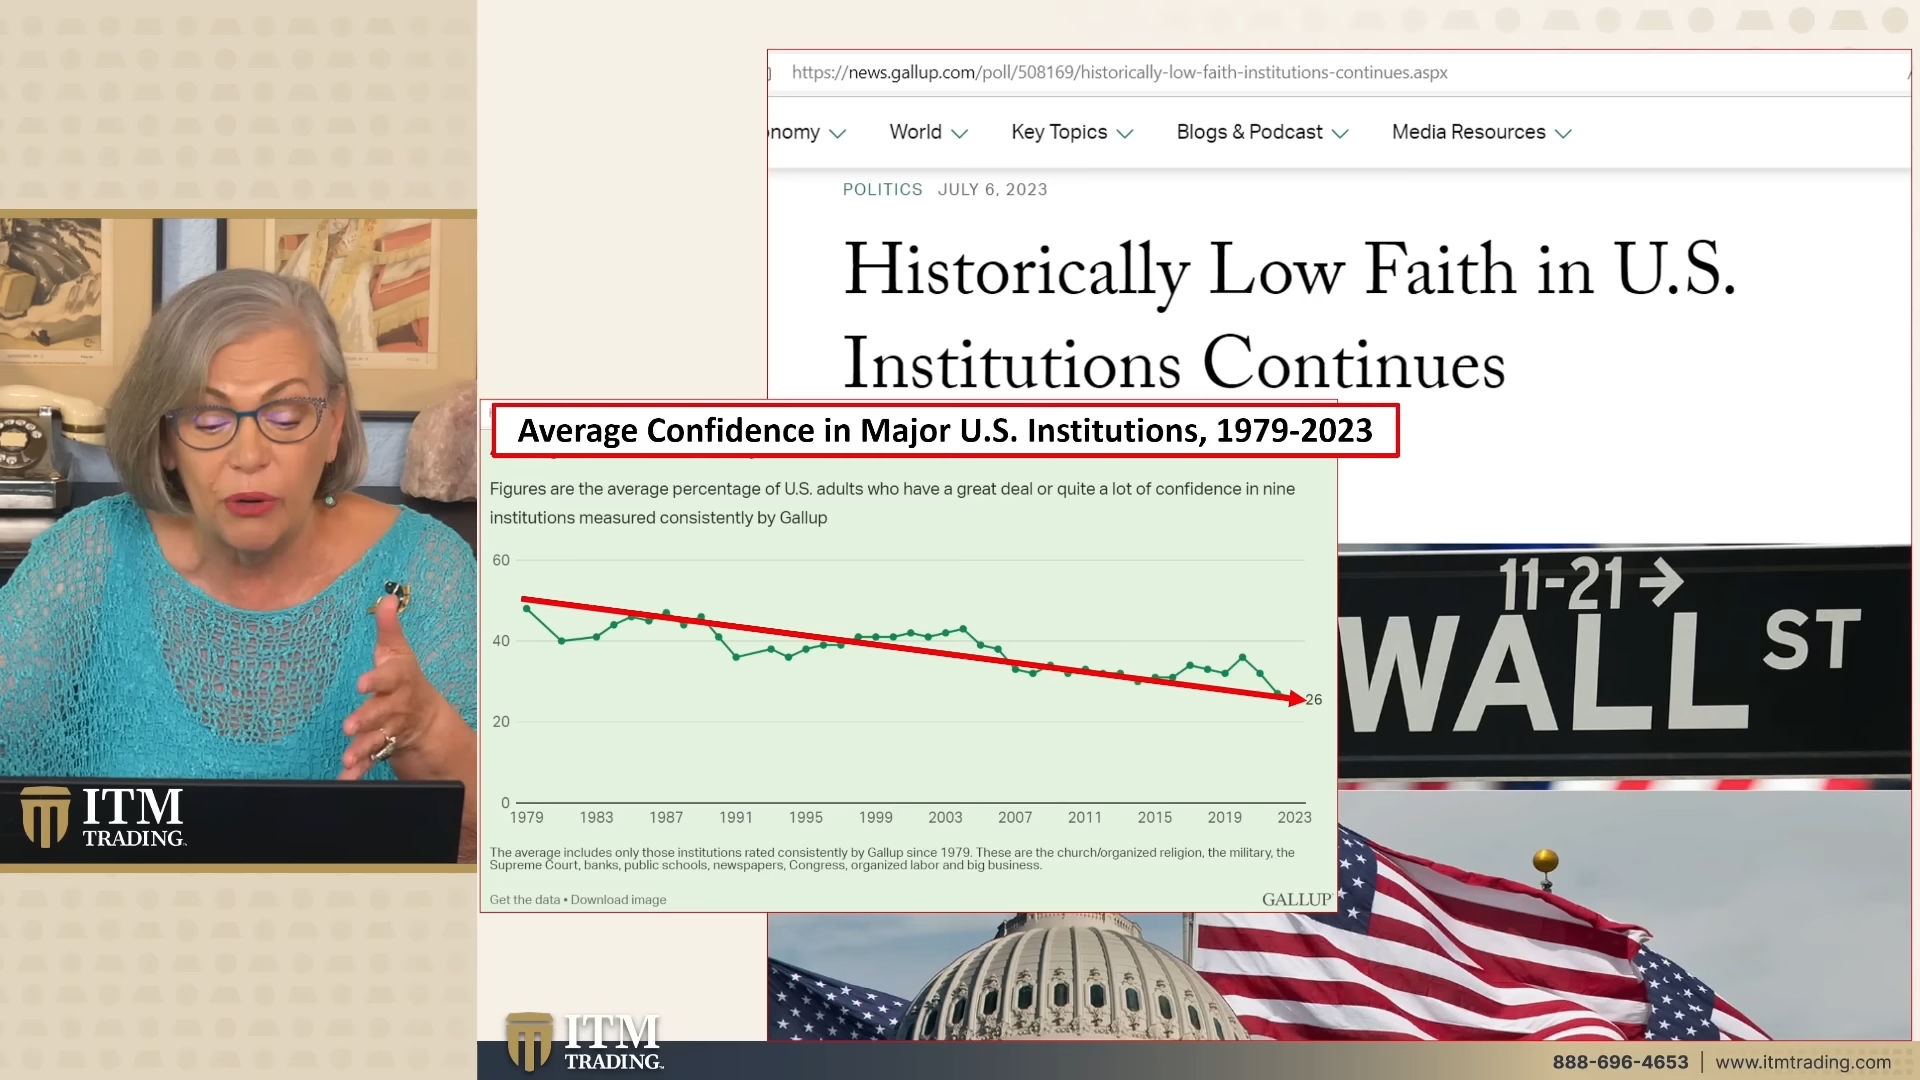 https://news.gallup.com/poll/508169/historically-low-faith-institutions-continues.aspx
nomy World Key Topics Blogs & Podcast Media Resources
POLITICS JULY 6, 2023
Historically Low Faith in U.S.
Institutions Continues
Average Confidence in Major U.S. Institutions, 1979-2023
Figures are the average percentage of U.S. adults who have a great deal or quite a lot of confidence in nine
institutions measured consistently by Gallup
60
40
20
0
26
1979 1983 1987 1991 1995 1999 2003 2007 2011 2015 2019 2023
The average includes only those institutions rated consistently by Gallup since 1979. These are the church/organized religion, the military, the
Supreme Court, banks, public schools, newspapers, Congress, organized labor and big business.
Get the data • Download image
GALLUP
11-21
WALL ST
ITM
TRADING
ITM
TRADING
888-696-4653 | www.itmtrading.com